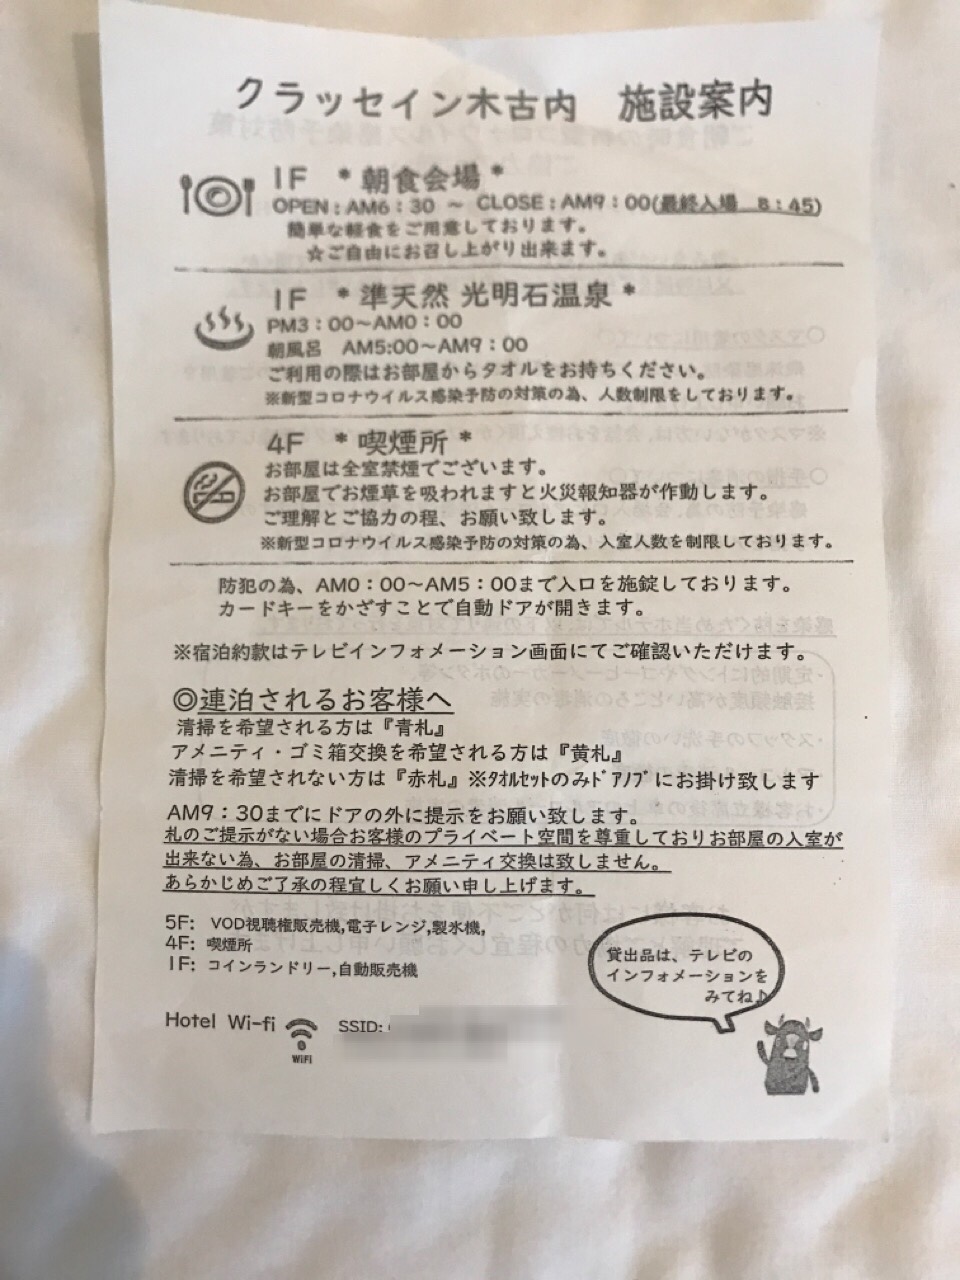 クラッセイン木古内 施設案内
1F *朝食会場*
OPEN:AM6:30 ~ CLOSE:AM9:00(最終入場 8:45)
簡単な軽食をご用意しております。
☆ご自由にお召し上がり出来ます。
1F *準天然 光明石温泉*
PM3:00～AM0:00
朝風呂 AM5:00～AM9:00
ご利用の際はお部屋からタオルをお持ちください。
※新型コロナウイルス感染予防の対策の為、人数制限をしております。
4F *喫煙所*
お部屋は全室禁煙でございます。
お部屋でお煙草を吸われますと火災報知器が作動します。
ご理解とご協力の程、お願い致します。
※新型コロナウイルス感染予防の対策の為、入室人数を制限しております。
防犯の為、AM0:00～AM5:00まで入口を施錠しております。
カードキーをかざすことで自動ドアが開きます。
※宿泊約款はテレビインフォメーション画面にてご確認いただけます。
◎連泊されるお客様へ
清掃を希望される方は『青札』
アメニティ・ゴミ箱交換を希望される方は『黄札』
清掃を希望されない方は『赤札』※ﾀｵﾙｾｯﾄのみﾄﾞｱﾉﾌﾞにお掛け致します
AM9:30までにドアの外に提示をお願い致します。
札のご提示がない場合お客様のプライベート空間を尊重しておりお部屋の入室が
出来ない為、お部屋の清掃、アメニティ交換は致しません。
あらかじめご了承の程宜しくお願い申し上げます。
5F: VOD視聴権販売機,電子レンジ,製氷機,
4F: 喫煙所
1F: コインランドリー,自動販売機
貸出品は、テレビの
インフォメーションを
みてね♪
Hotel Wi-fi
WiFi
SSID: